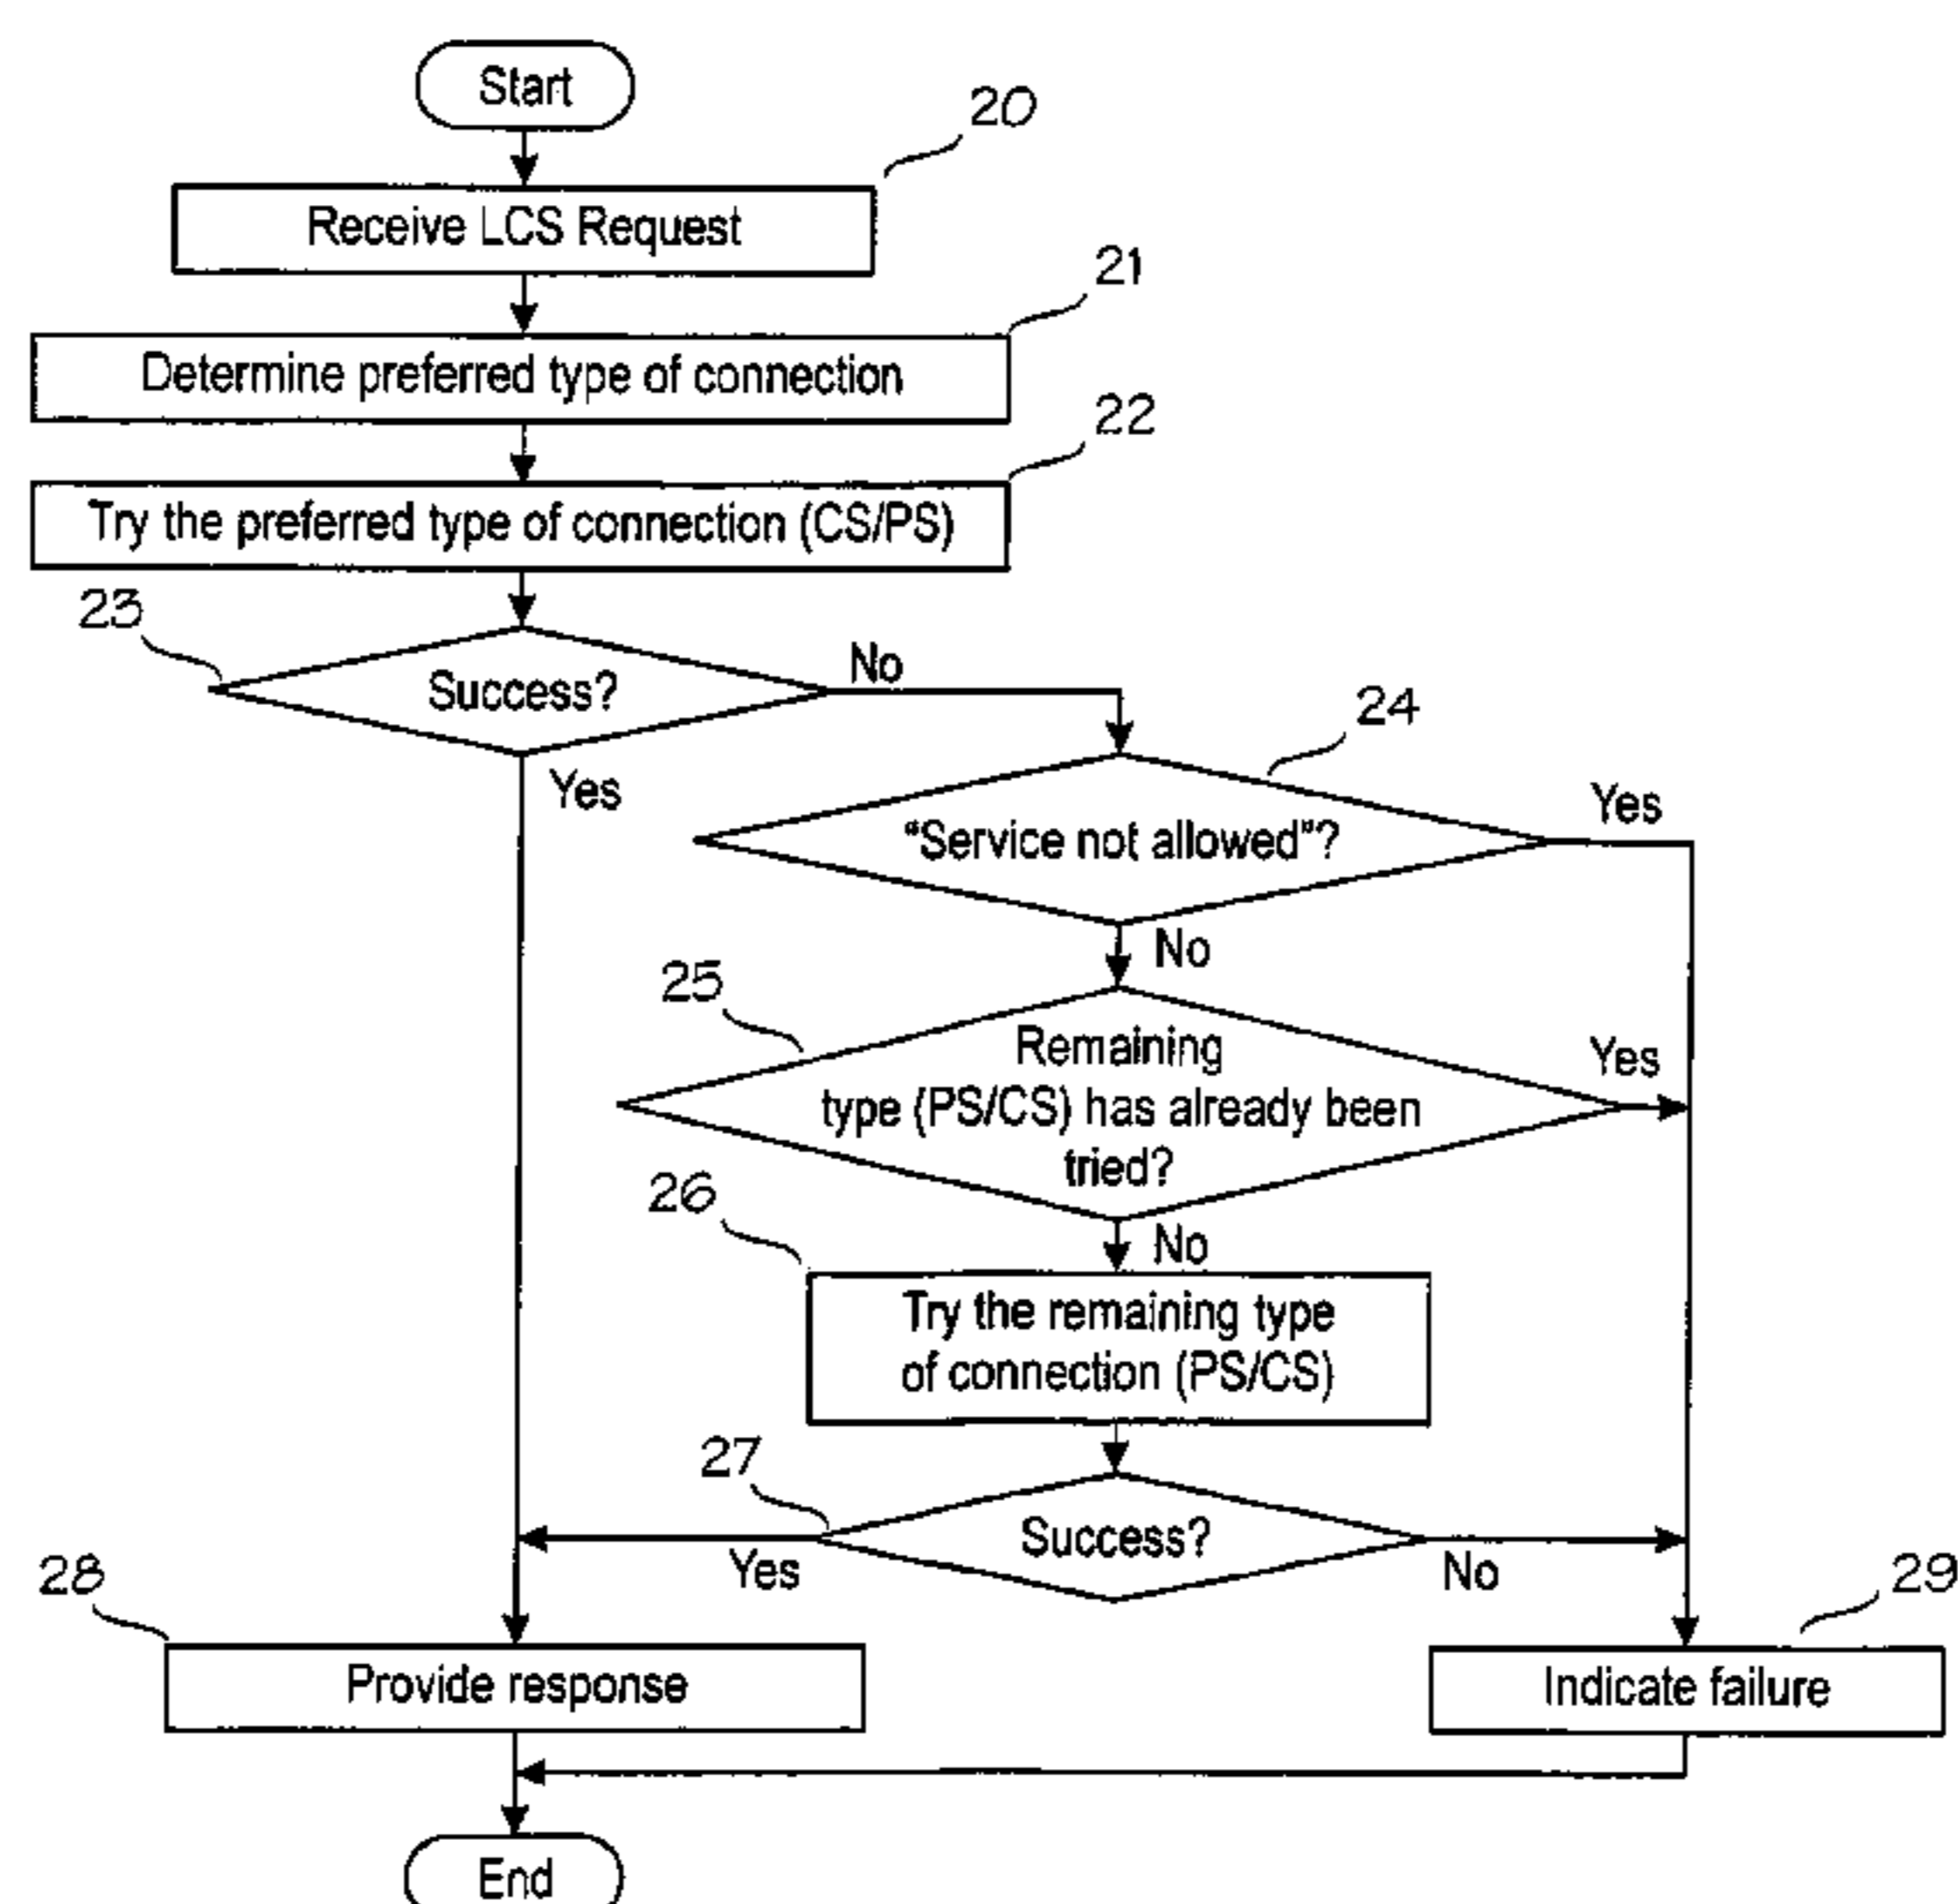 Start
20
Receive LCS Request
21
Determine preferred type of connection
22
Try the preferred type of connection (CS/PS)
23
Success?
No
Yes
24
"Service not allowed"?
Yes
No
25
Remaining
type (PS/CS) has already been
tried?
Yes
No
26
Try the remaining type
of connection (PS/CS)
27
Success?
Yes
No
28
Provide response
29
Indicate failure
End